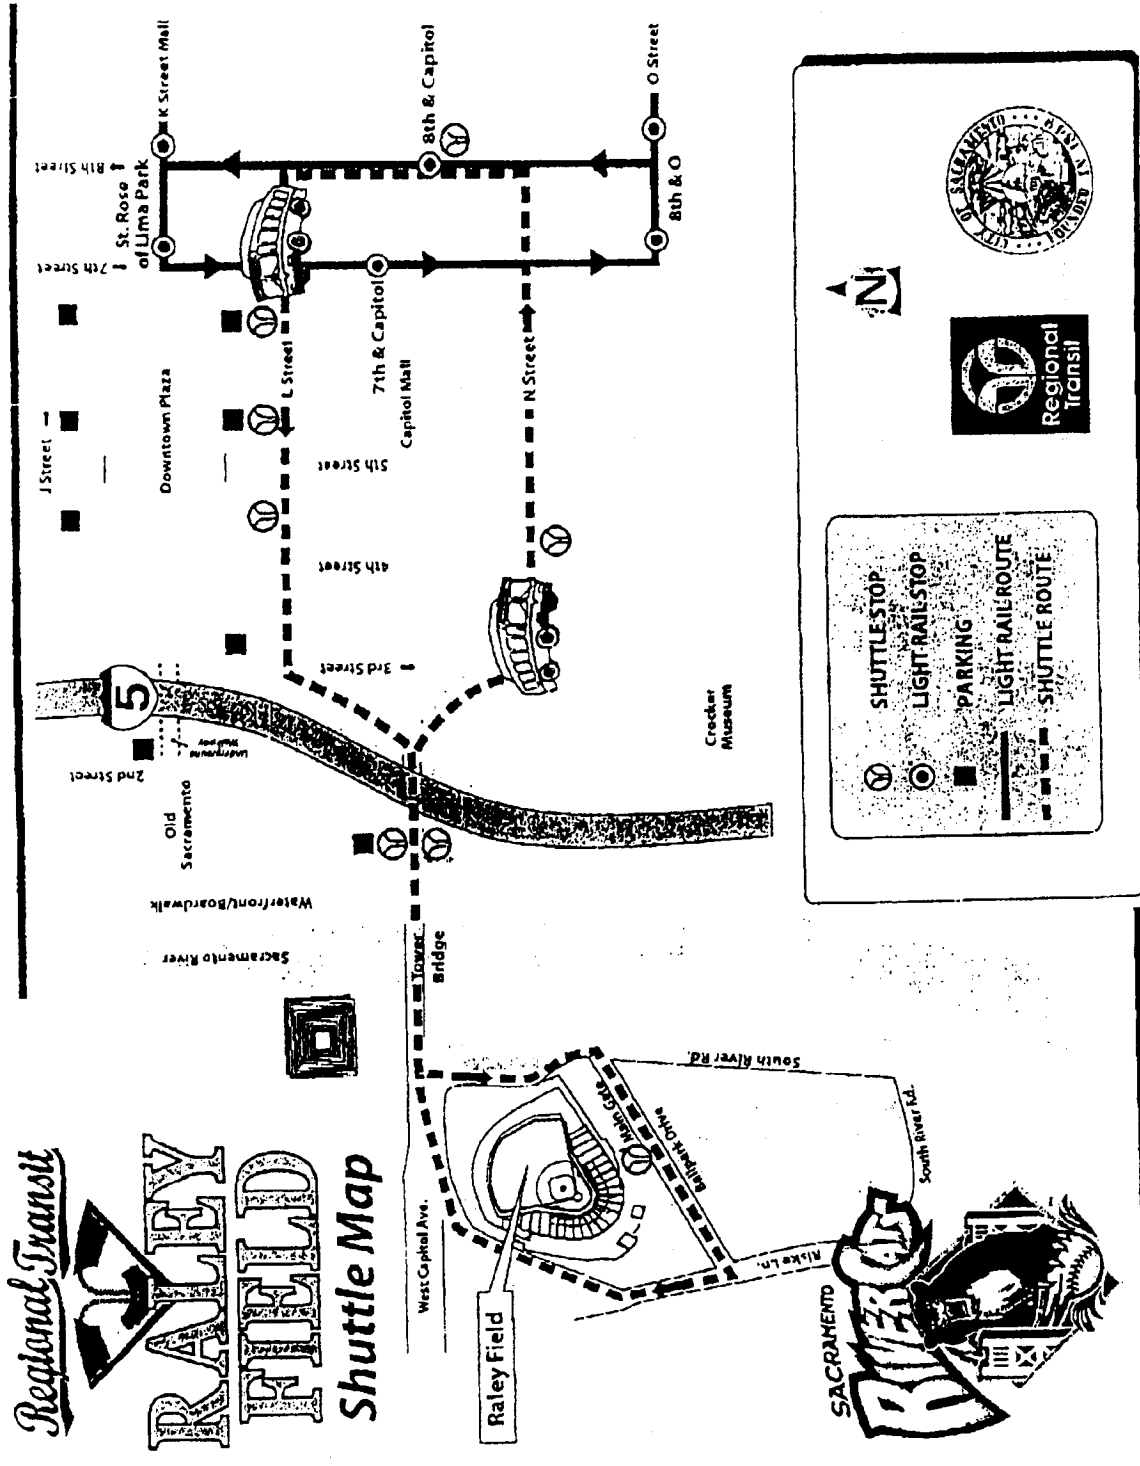 Regional Transit
RALEY
FIELD
Shuttle Map
J Street
Downtown Plaza
St. Rose
of Lima Park
K Street Mall
7th Street
8th Street
L Street
7th & Capitol
Capitol Mall
8th & Capitol
N Street
8th & O
O Street
5th Street
4th Street
3rd Street
5
2nd Street
Underground
Walkway
Old
Sacramento
Waterfront/Boardwalk
Sacramento River
Tower
Bridge
Crocker
Museum
West Capitol Ave.
Raley Field
Main Gate
Ballpark Drive
South River Rd.
South River Rd.
Riske Ln.
SACRAMENTO
RIVER CATS
SHUTTLE STOP
LIGHT RAIL STOP
PARKING
LIGHT RAIL ROUTE
SHUTTLE ROUTE
N
Regional
Transit
CITY OF SACRAMENTO